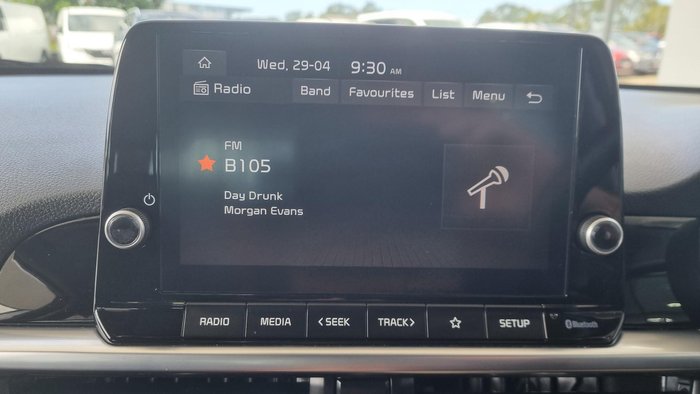 Wed, 29-04 9:30 AM
Radio Band Favourites List Menu
FM
B105
Day Drunk
Morgan Evans
RADIO MEDIA <SEEK TRACK> SETUP Bluetooth